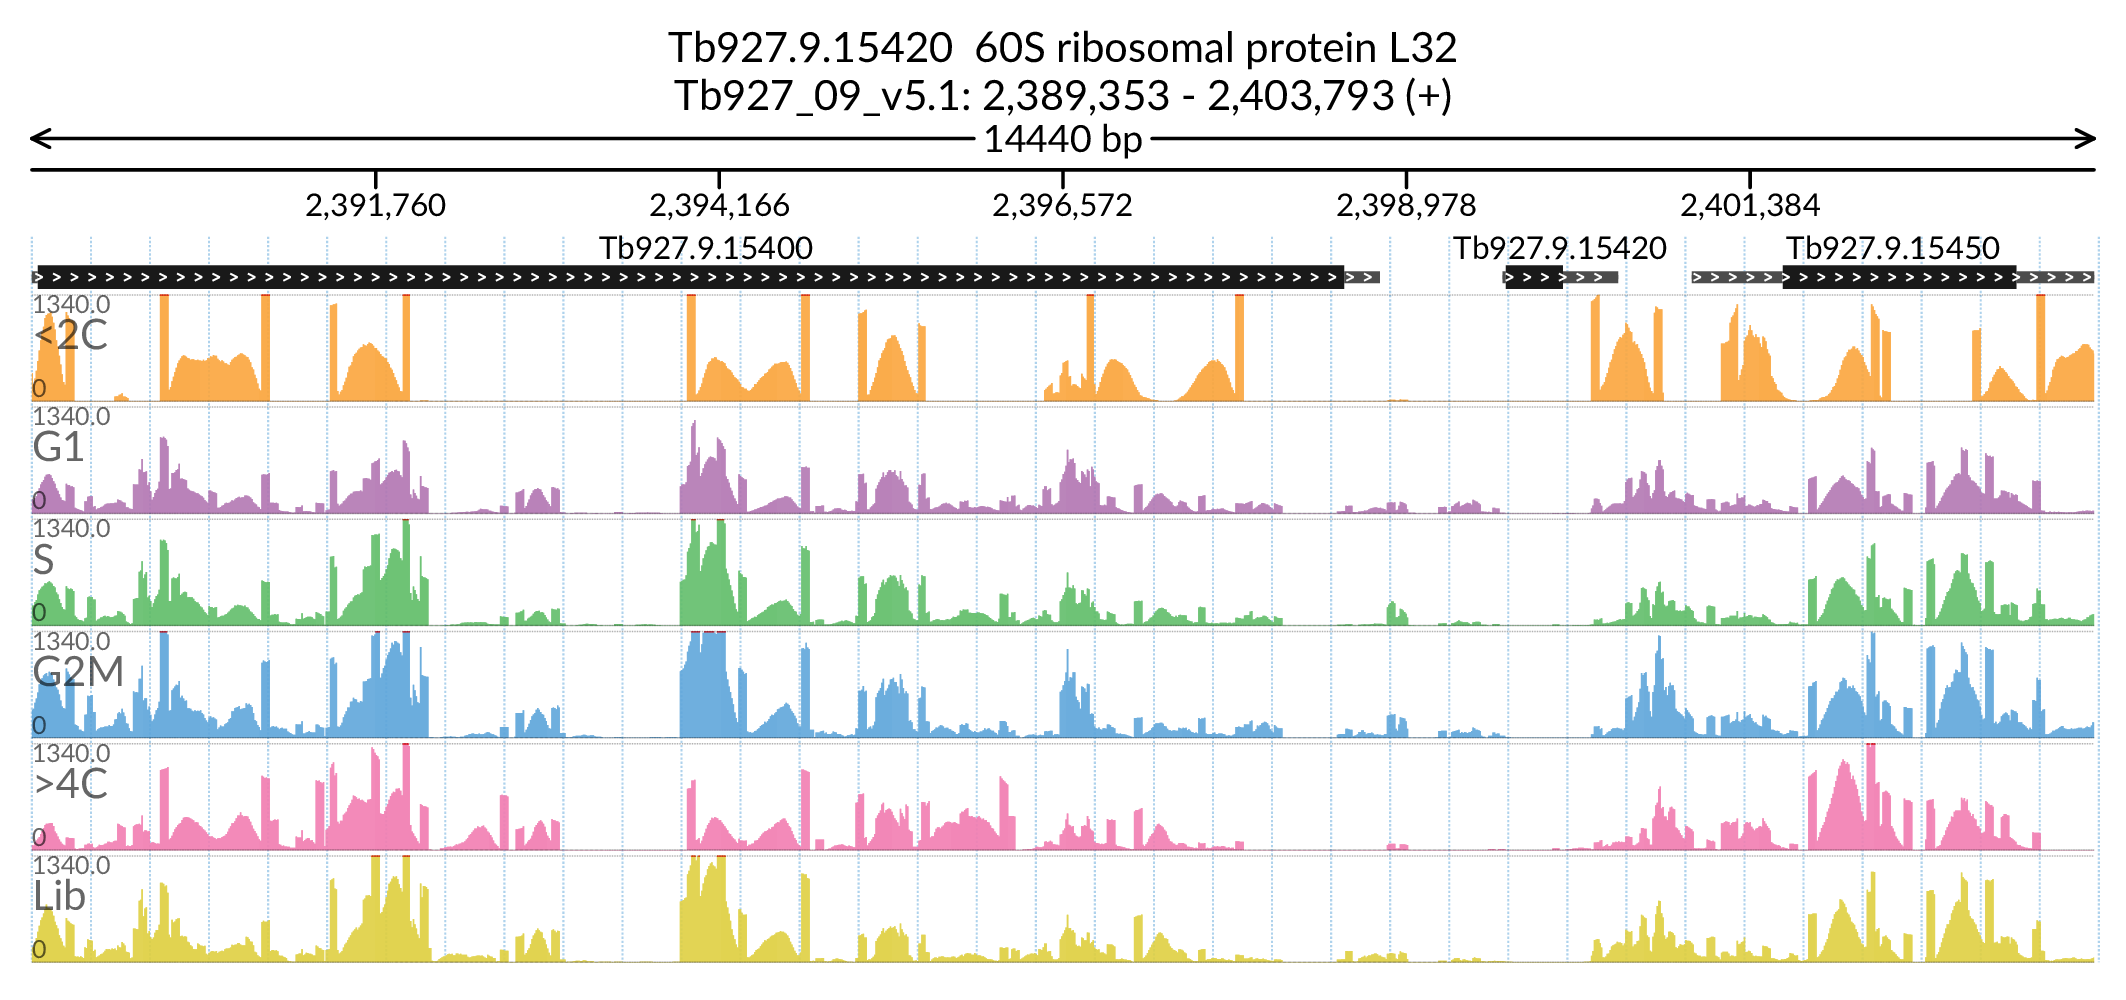 Tb927.9.15420  60S ribosomal protein L32
Tb927_09_v5.1: 2,389,353 - 2,403,793 (+)
14440 bp
2,391,760 2,394,166 2,396,572 2,398,978 2,401,384
Tb927.9.15400 Tb927.9.15420 Tb927.9.15450
1340.0
<2C
0
1340.0
G1
0
1340.0
S
0
1340.0
G2M
0
1340.0
>4C
0
1340.0
Lib
0